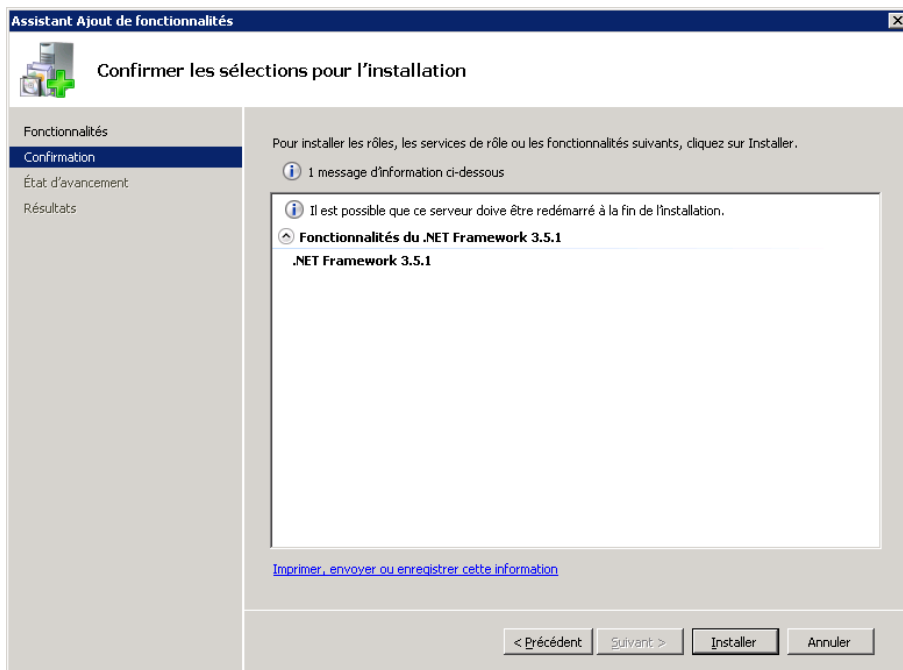 Assistant Ajout de fonctionnalités
Confirmer les sélections pour l'installation
Fonctionnalités
Confirmation
État d'avancement
Résultats
Pour installer les rôles, les services de rôle ou les fonctionnalités suivants, cliquez sur Installer.
1 message d'information ci-dessous
Il est possible que ce serveur doive être redémarré à la fin de l'installation.
Fonctionnalités du .NET Framework 3.5.1
.NET Framework 3.5.1
Imprimer, envoyer ou enregistrer cette information
< Précédent Suivant > Installer Annuler